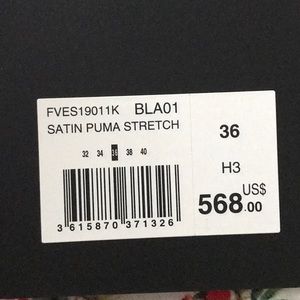 FVES19011K BLA01
SATIN PUMA STRETCH
32 34 36 38 40
3 615870 371326
36
H3
US$
568.00